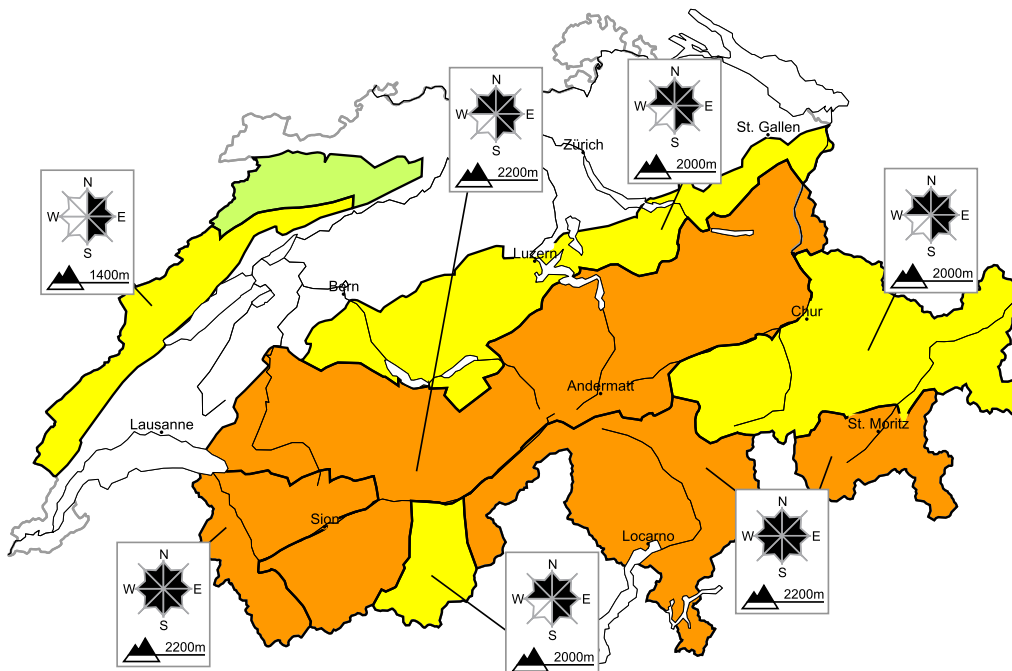 N
W E
S
2200m
N
W E
S
2000m
St. Gallen
Zürich
N
W E
S
1400m
N
W E
S
2000m
Luzern
Bern
Chur
Andermatt
Lausanne
St. Moritz
Sion
Locarno
N
W E
S
2200m
N
W E
S
2200m
N
W E
S
2000m